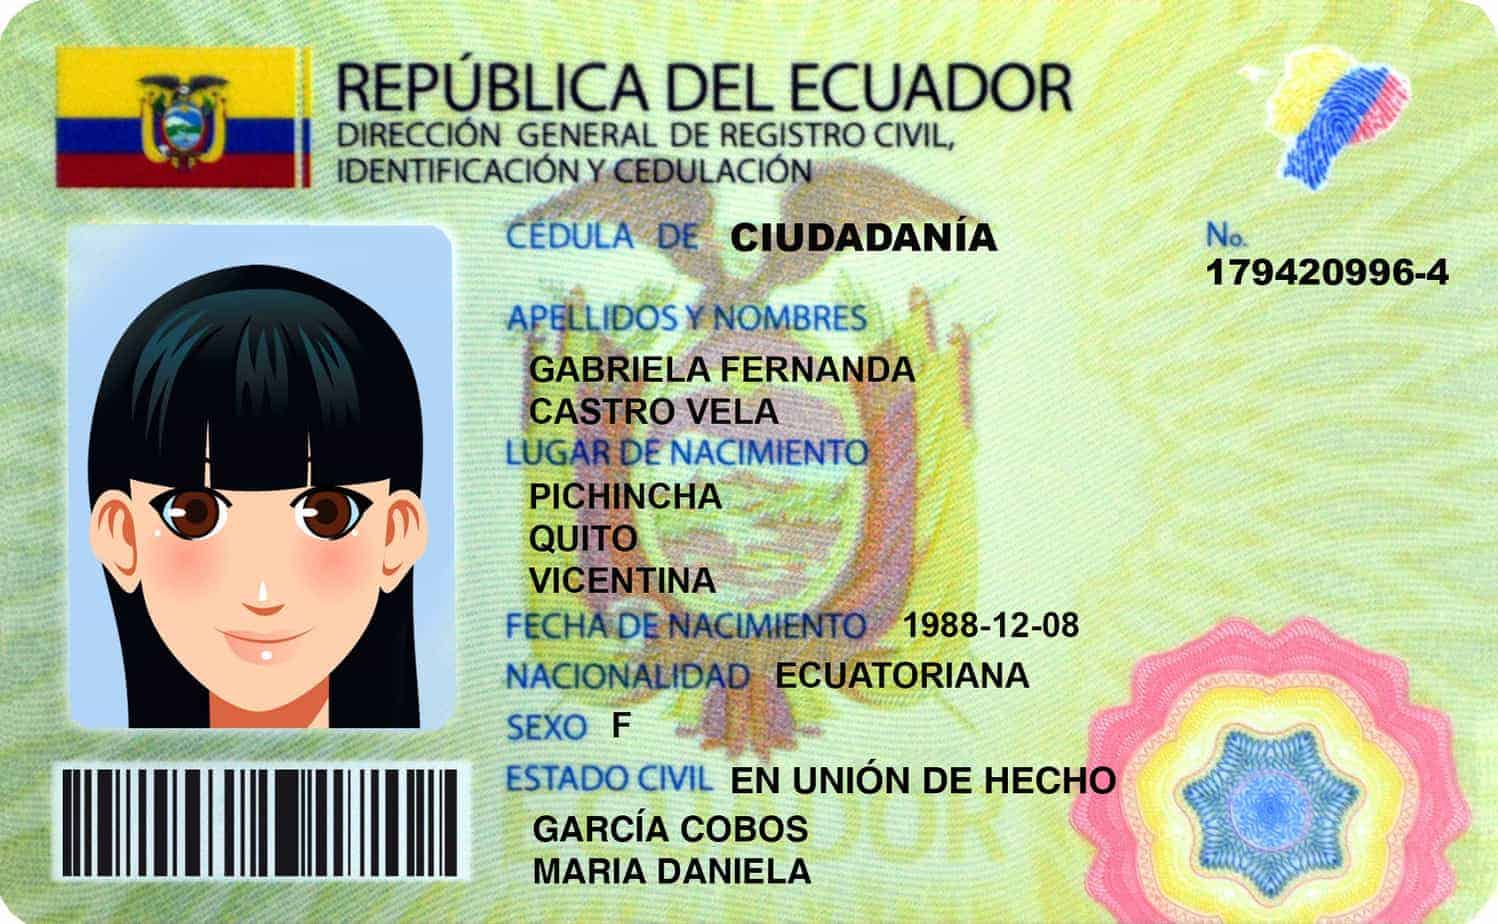 REPÚBLICA DEL ECUADOR
DIRECCIÓN GENERAL DE REGISTRO CIVIL,
IDENTIFICACIÓN Y CEDULACIÓN
CÉDULA DE CIUDADANÍA
No.
179420996-4
APELLIDOS Y NOMBRES
GABRIELA FERNANDA
CASTRO VELA
LUGAR DE NACIMIENTO
PICHINCHA
QUITO
VICENTINA
FECHA DE NACIMIENTO 1988-12-08
NACIONALIDAD ECUATORIANA
SEXO F
ESTADO CIVIL EN UNIÓN DE HECHO
GARCÍA COBOS
MARIA DANIELA